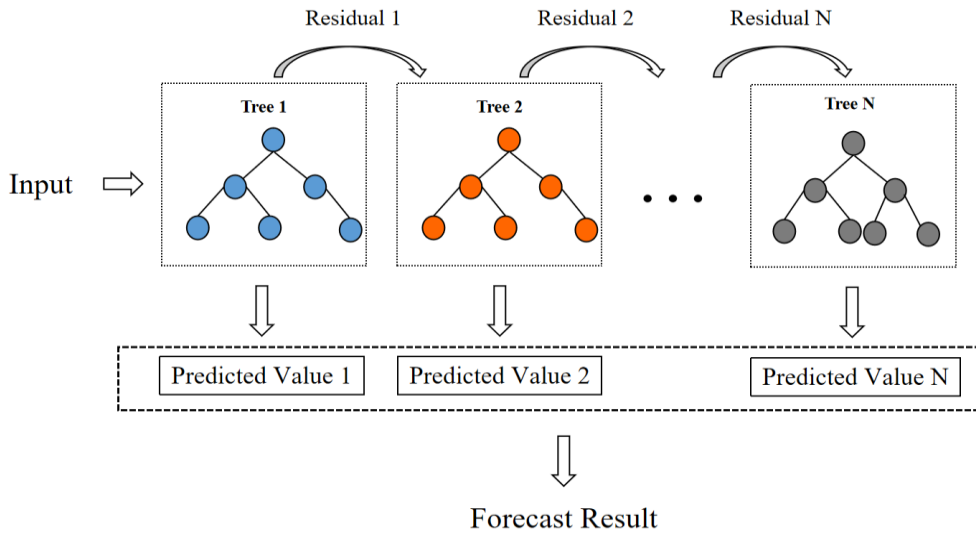 Residual 1
Residual 2
Residual N
Tree 1
Tree 2
Tree N
Input
Predicted Value 1
Predicted Value 2
Predicted Value N
Forecast Result